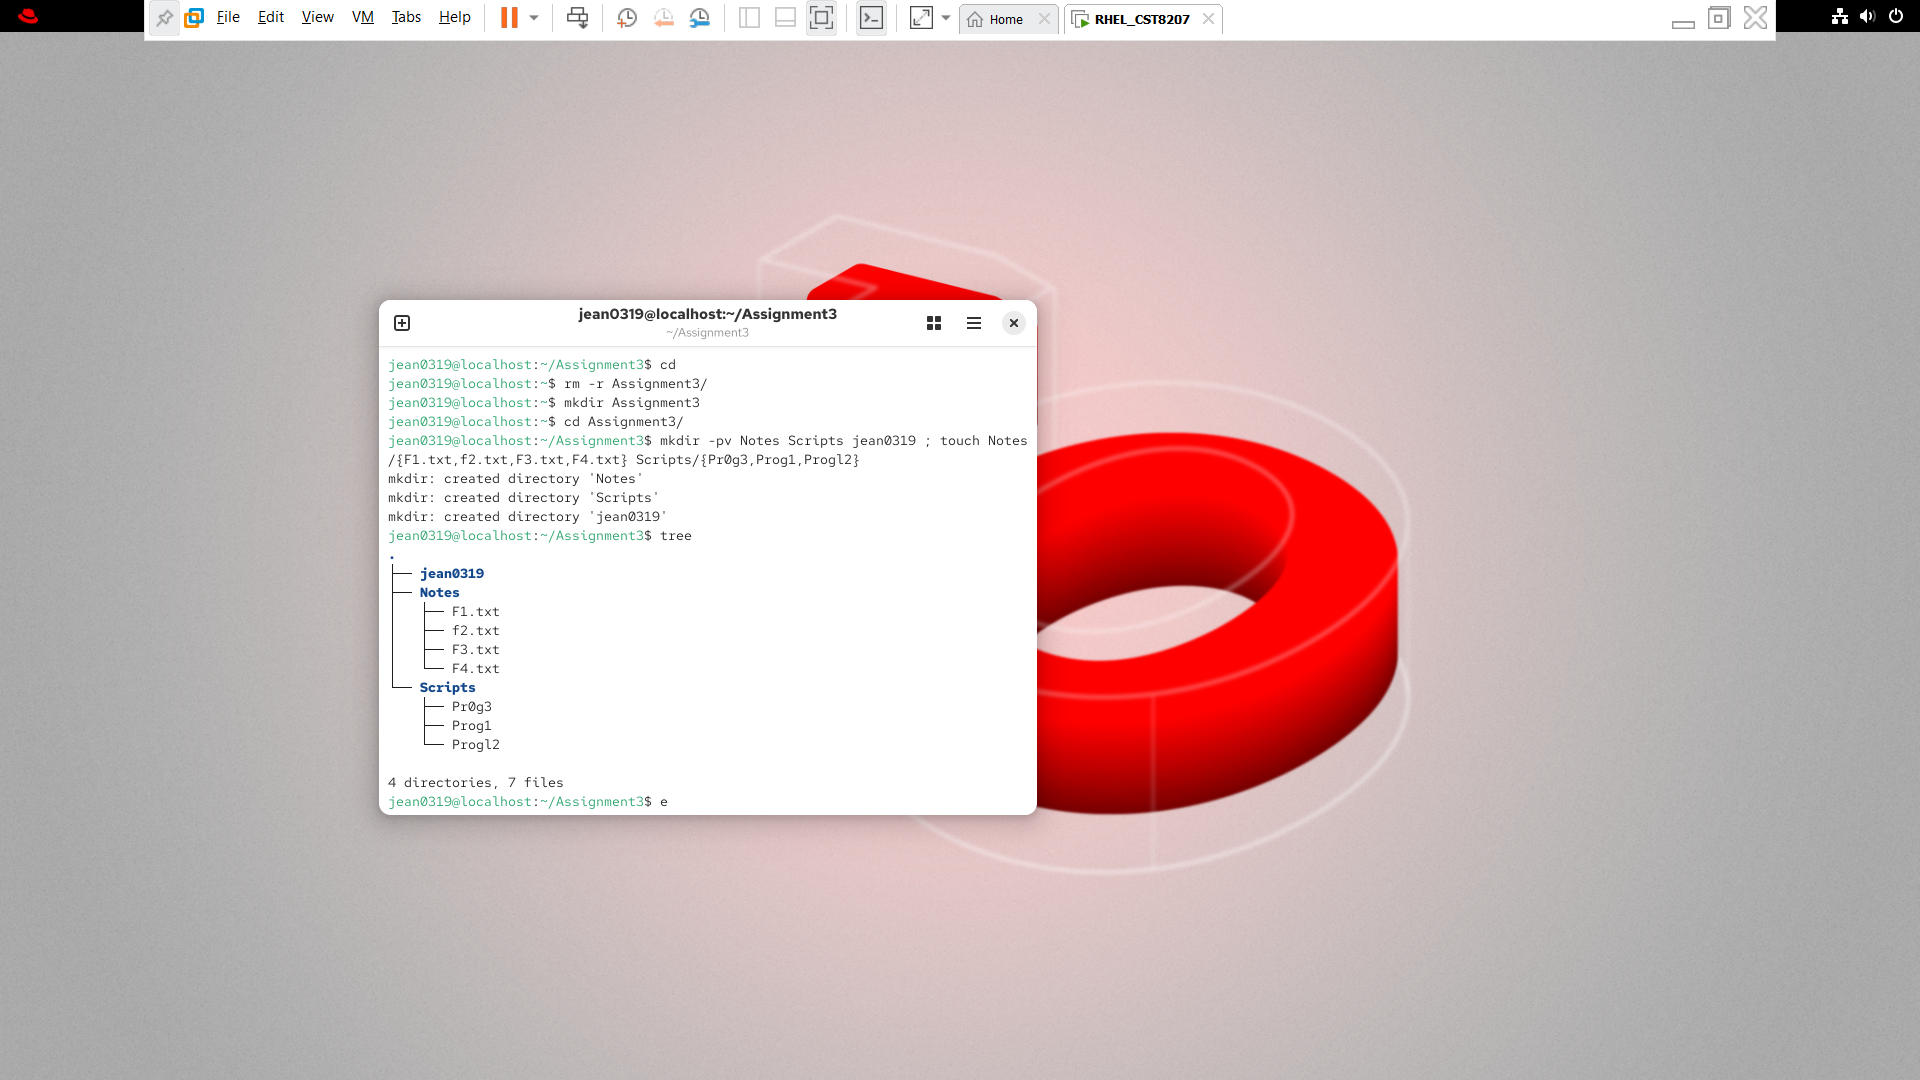 File Edit View VM Tabs Help Home RHEL_CST8207
jean0319@localhost:~/Assignment3
~/Assignment3
jean0319@localhost:~/Assignment3$ cd
jean0319@localhost:~$ rm -r Assignment3/
jean0319@localhost:~$ mkdir Assignment3
jean0319@localhost:~$ cd Assignment3/
jean0319@localhost:~/Assignment3$ mkdir -pv Notes Scripts jean0319 ; touch Notes
/{F1.txt,f2.txt,F3.txt,F4.txt} Scripts/{Pr0g3,Prog1,Progl2}
mkdir: created directory 'Notes'
mkdir: created directory 'Scripts'
mkdir: created directory 'jean0319'
jean0319@localhost:~/Assignment3$ tree
.
├── jean0319
├── Notes
│   ├── F1.txt
│   ├── f2.txt
│   ├── F3.txt
│   └── F4.txt
└── Scripts
    ├── Pr0g3
    ├── Prog1
    └── Progl2
4 directories, 7 files
jean0319@localhost:~/Assignment3$ e